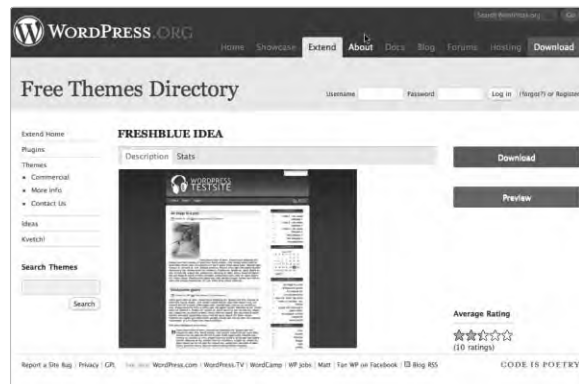 Search WordPress.org Go
WORDPRESS.ORG
Home Showcase Extend About Docs Blog Forums Hosting Download
Free Themes Directory
Username Password Log in (forgot?) or Register
Extend Home
Plugins
Themes
• Commercial
• More Info
• Contact Us
Ideas
Kvetch!
Search Themes
Search
FRESHBLUE IDEA
Description Stats
WORDPRESS
TESTSITE
Download
Preview
Average Rating
(10 ratings)
Report a Site Bug | Privacy | GPL
WordPress.com | WordPress.TV | WordCamp | WP Jobs | Matt | Fan WP on Facebook | Blog RSS
CODE IS POETRY